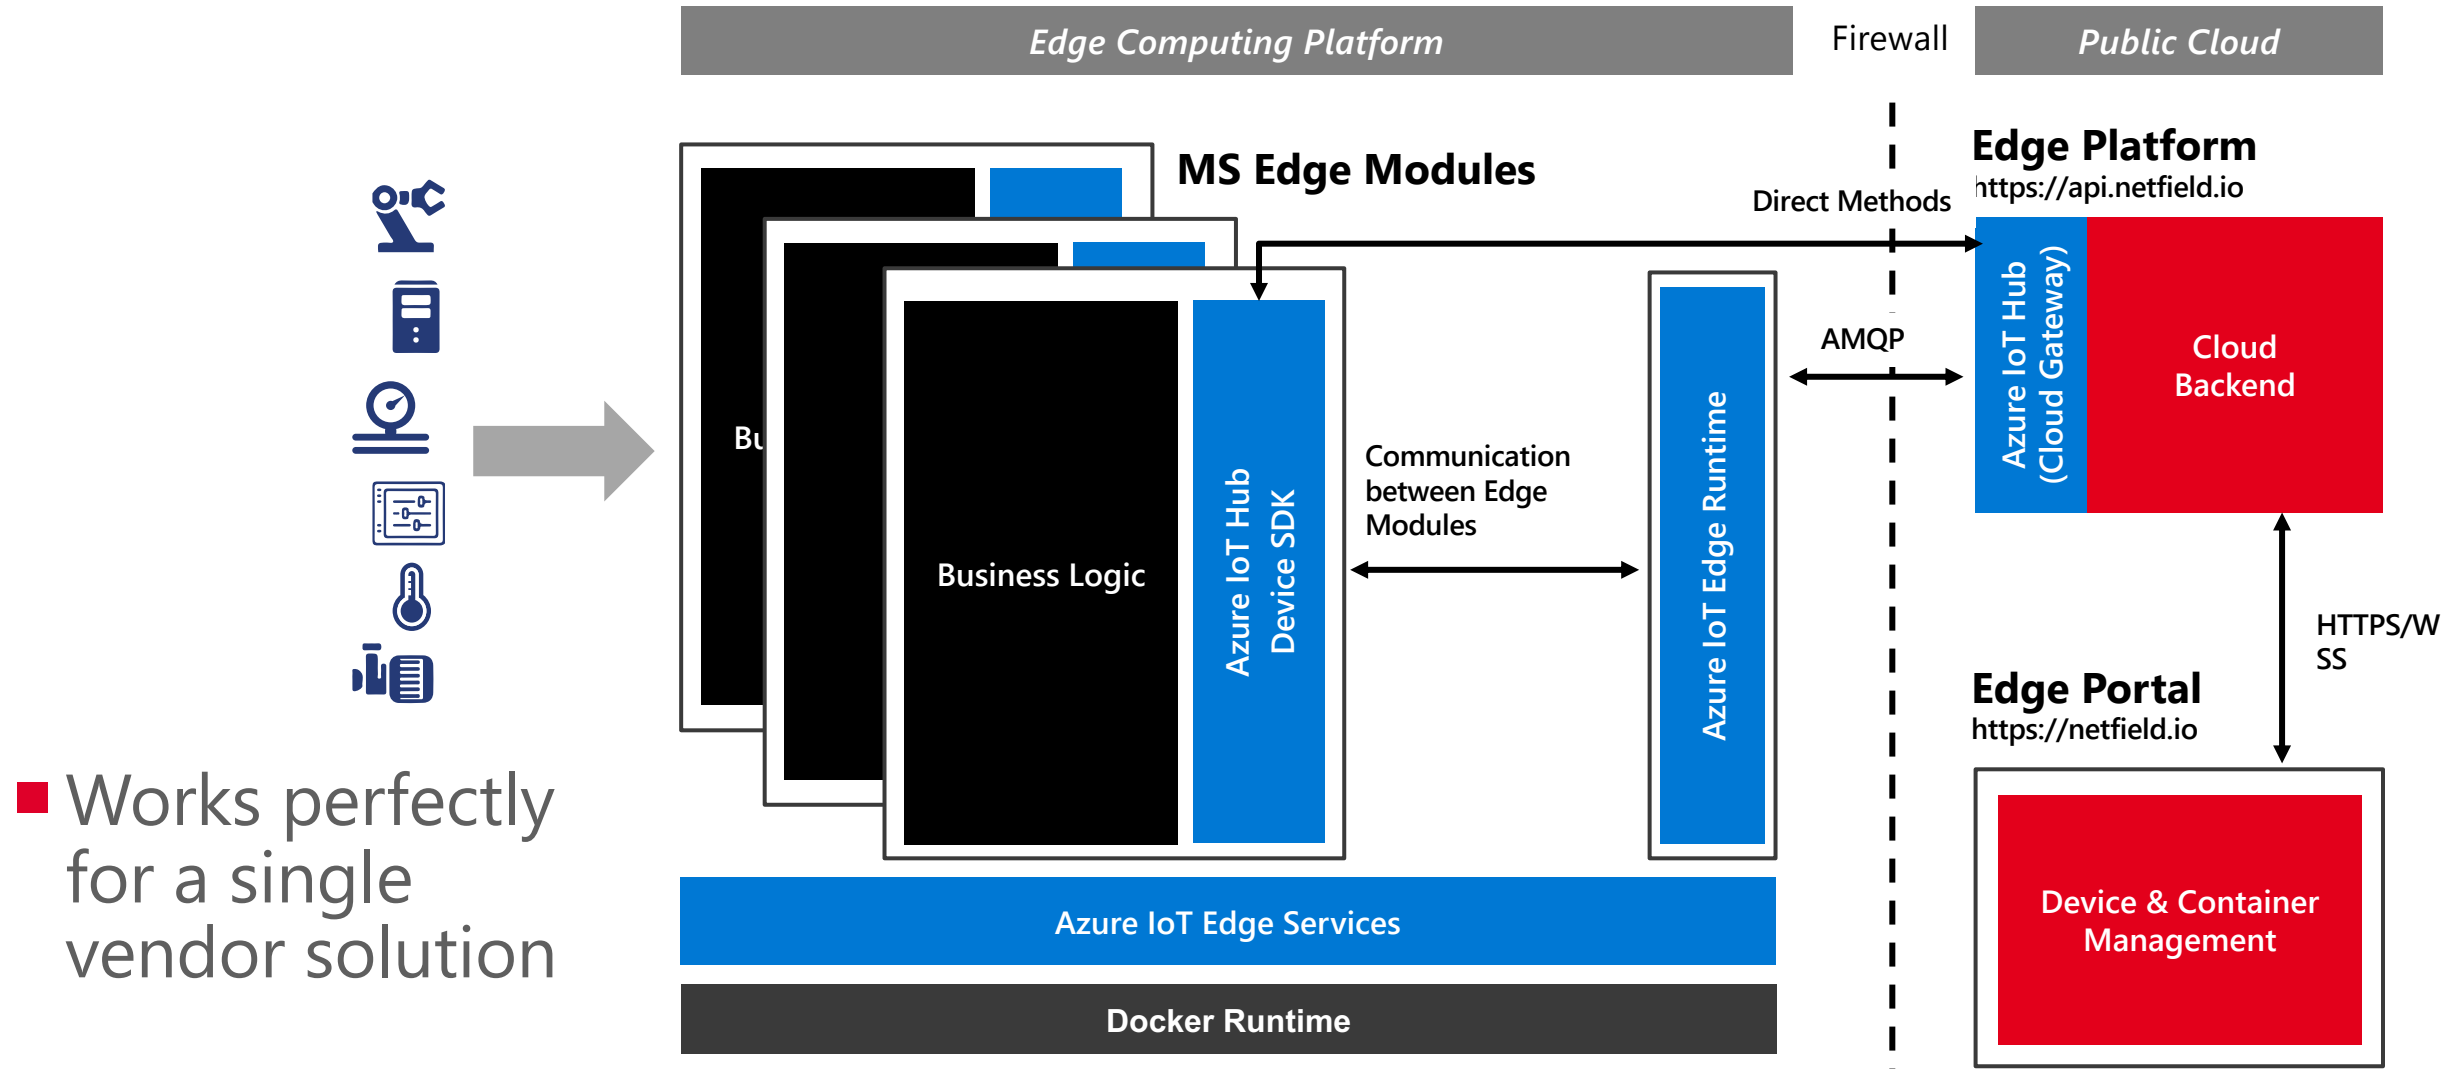 Edge Computing Platform
Firewall
Public Cloud
MS Edge Modules
Edge Platform
https://api.netfield.io
Direct Methods
Azure IoT Hub
(Cloud Gateway)
Cloud
Backend
AMQP
Bu
Business Logic
Azure IoT Hub
Device SDK
Communication
between Edge
Modules
Azure IoT Edge Runtime
HTTPS/W
SS
Edge Portal
https://netfield.io
Device & Container
Management
Works perfectly
for a single
vendor solution
Azure IoT Edge Services
Docker Runtime